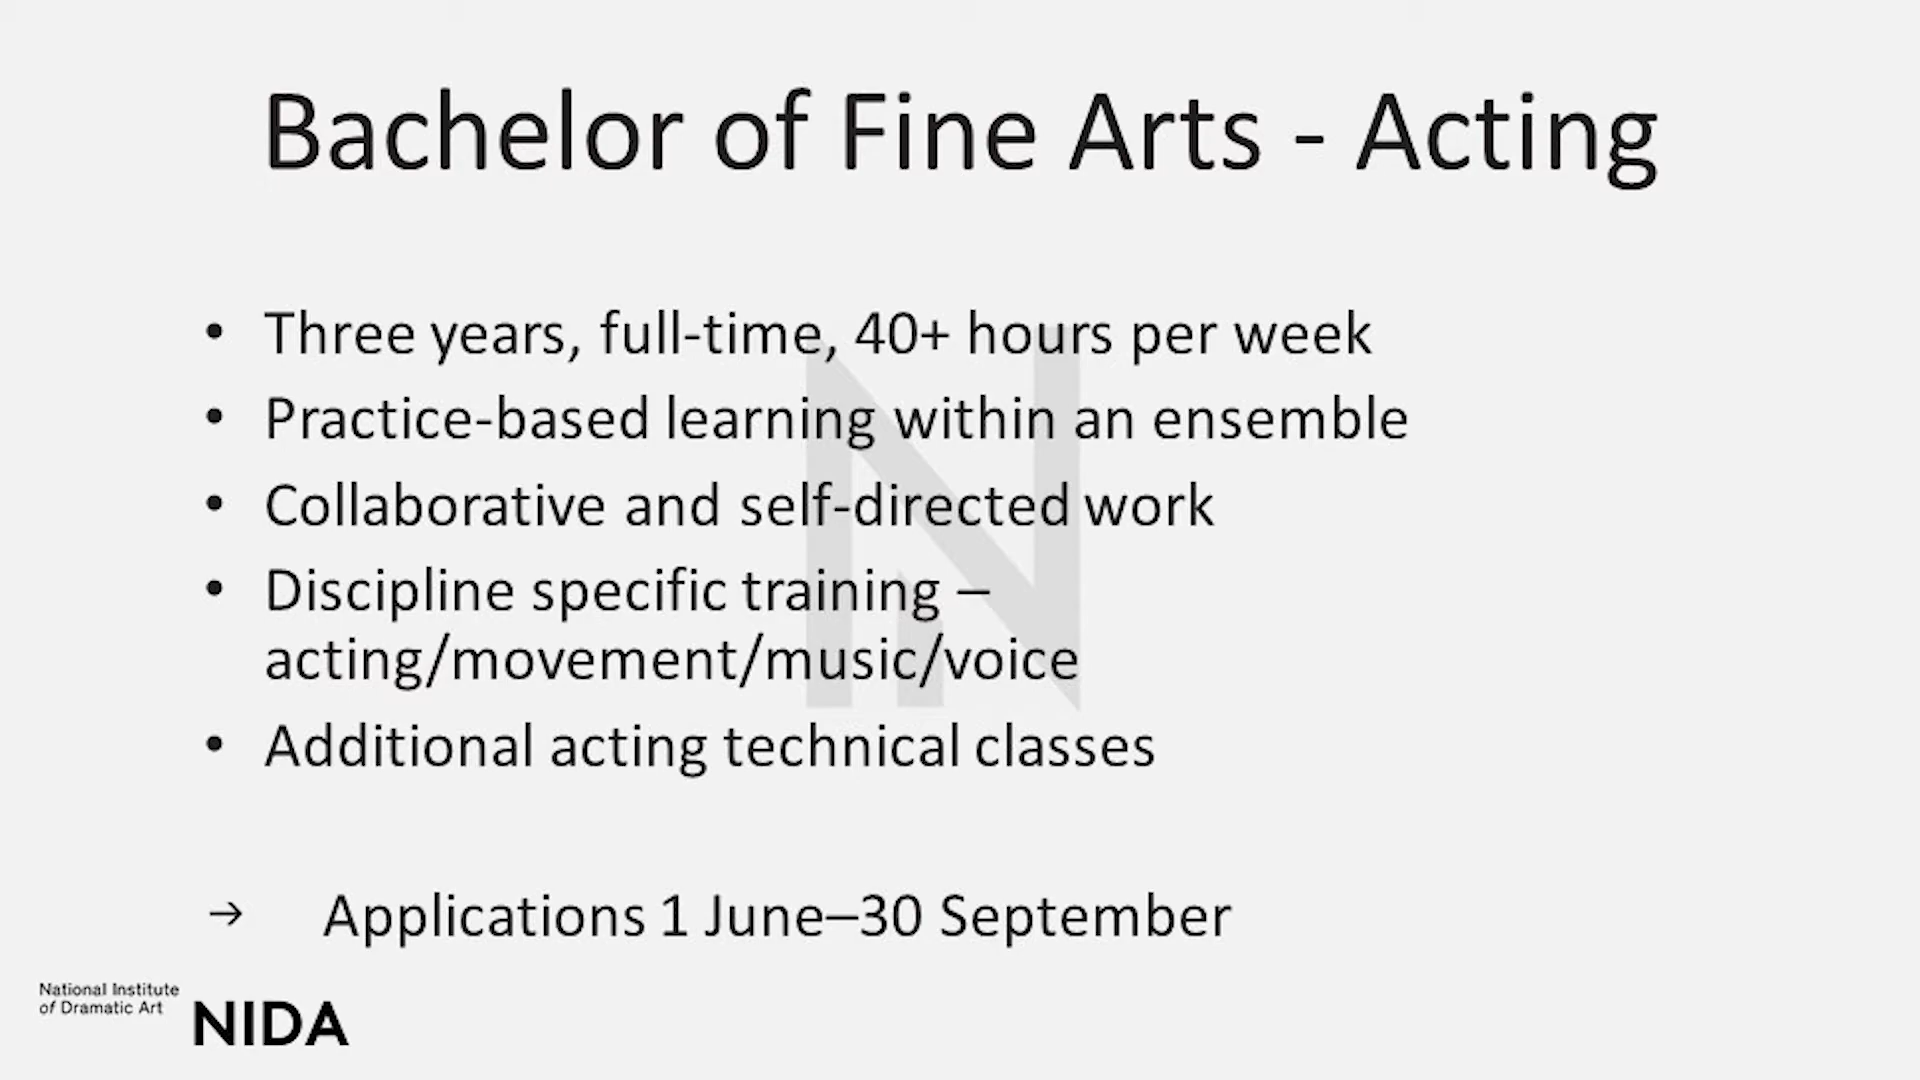 Bachelor of Fine Arts - Acting
• Three years, full-time, 40+ hours per week
• Practice-based learning within an ensemble
• Collaborative and self-directed work
• Discipline specific training –
acting/movement/music/voice
• Additional acting technical classes
→ Applications 1 June–30 September
National Institute
of Dramatic Art
NIDA